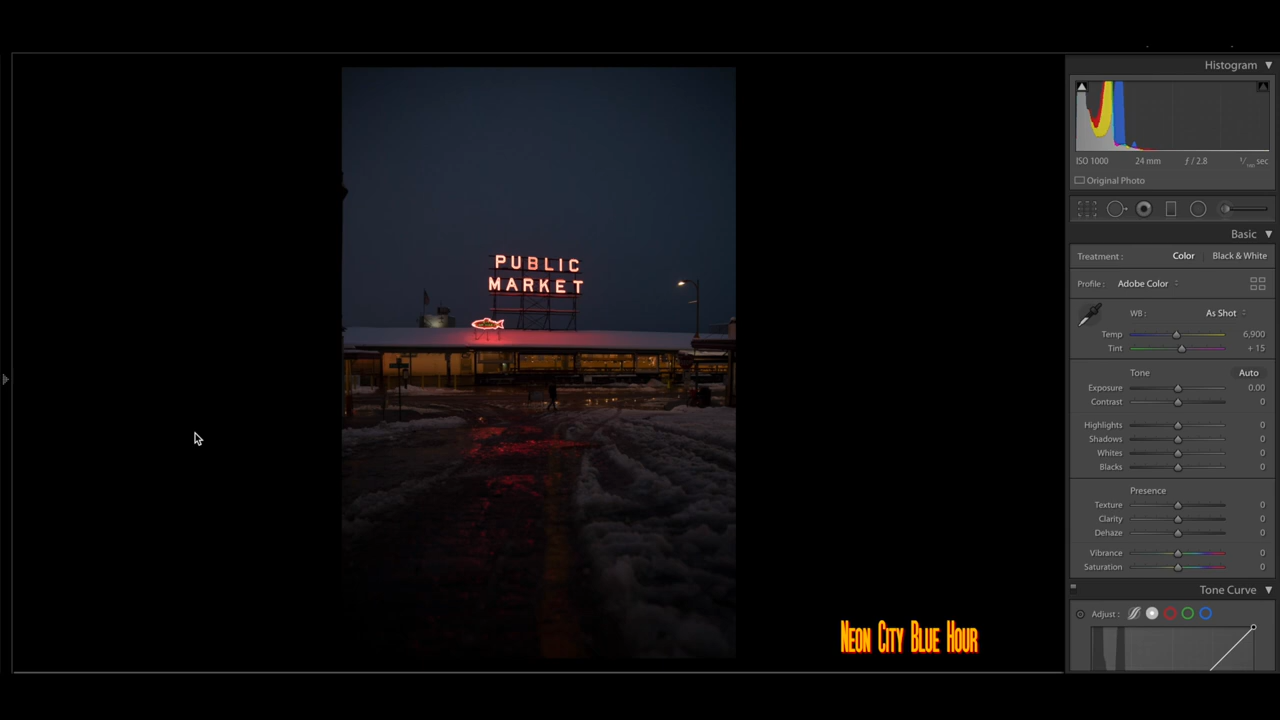 Histogram
ISO 1000 24 mm ƒ / 2.8 sec
Original Photo
Basic
Treatment : Color Black & White
Profile : Adobe Color
WB : As Shot
Temp 6,900
Tint + 15
Tone Auto
Exposure 0.00
Contrast 0
Highlights 0
Shadows 0
Whites 0
Blacks 0
Presence
Texture 0
Clarity 0
Dehaze 0
Vibrance 0
Saturation 0
Tone Curve
Adjust :
PUBLIC
MARKET
Neon City Blue Hour